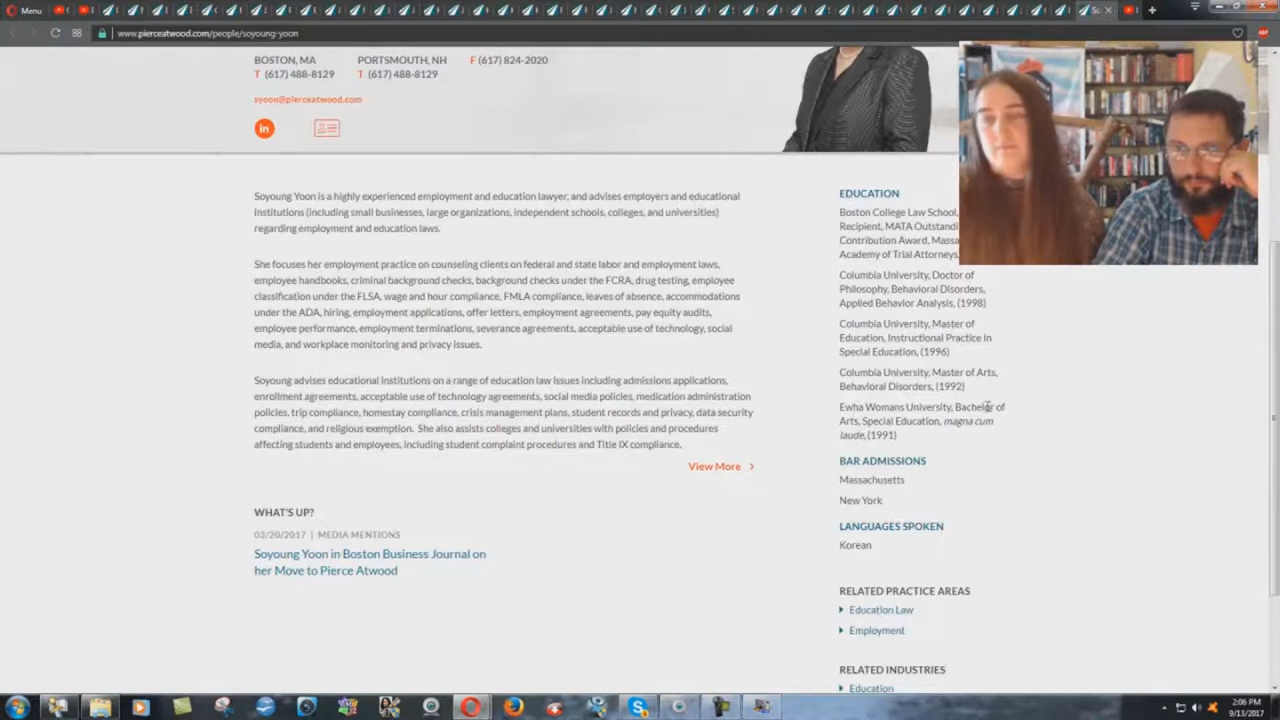 Menu
www.pierceatwood.com/people/soyoung-yoon
BOSTON, MA
T (617) 488-8129
PORTSMOUTH, NH
T (617) 488-8129
F (617) 824-2020
syoon@pierceatwood.com
in
Soyoung Yoon is a highly experienced employment and education lawyer, and advises employers and educational
institutions (including small businesses, large organizations, independent schools, colleges, and universities)
regarding employment and education laws.
She focuses her employment practice on counseling clients on federal and state labor and employment laws,
employee handbooks, criminal background checks, background checks under the FCRA, drug testing, employee
classification under the FLSA, wage and hour compliance, FMLA compliance, leaves of absence, accommodations
under the ADA, hiring, employment applications, offer letters, employment agreements, pay equity audits,
employee performance, employment terminations, severance agreements, acceptable use of technology, social
media, and workplace monitoring and privacy issues.
Soyoung advises educational institutions on a range of education law issues including admissions applications,
enrollment agreements, acceptable use of technology agreements, social media policies, medication administration
policies, trip compliance, homestay compliance, crisis management plans, student records and privacy, data security
compliance, and religious exemption. She also assists colleges and universities with policies and procedures
affecting students and employees, including student complaint procedures and Title IX compliance.
View More
WHAT'S UP?
03/20/2017 | MEDIA MENTIONS
Soyoung Yoon in Boston Business Journal on
her Move to Pierce Atwood
EDUCATION
Boston College Law School,
Recipient, MATA Outstandi
Contribution Award, Massa
Academy of Trial Attorneys,
Columbia University, Doctor of
Philosophy, Behavioral Disorders,
Applied Behavior Analysis, (1998)
Columbia University, Master of
Education, Instructional Practice in
Special Education, (1996)
Columbia University, Master of Arts,
Behavioral Disorders, (1992)
Ewha Womans University, Bachelor of
Arts, Special Education, magna cum
laude, (1991)
BAR ADMISSIONS
Massachusetts
New York
LANGUAGES SPOKEN
Korean
RELATED PRACTICE AREAS
Education Law
Employment
RELATED INDUSTRIES
Education
2:06 PM
9/13/2017